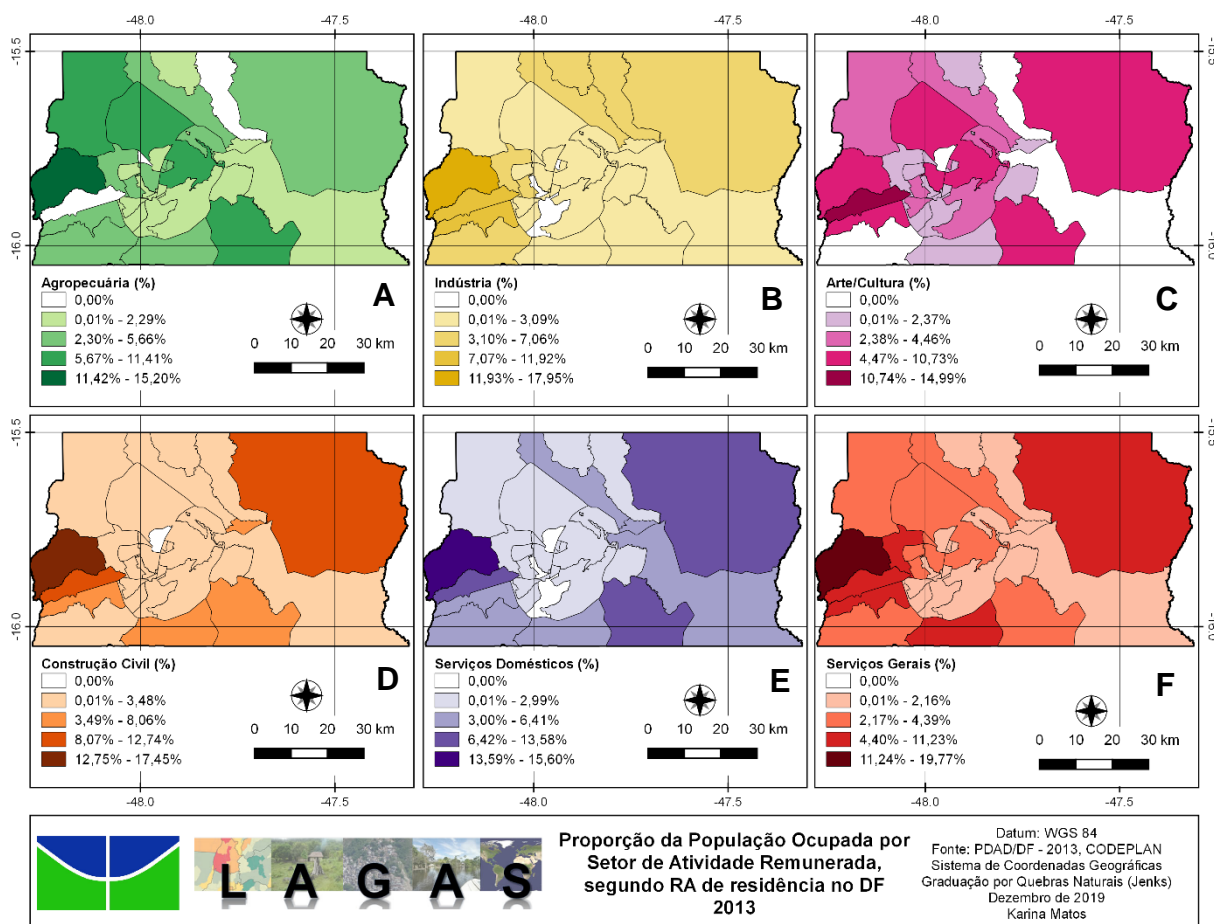 -48.0
-47.5
-48.0
-47.5
-48.0
-47.5
-15.5
-16.0
-15.5
-16.0
Agropecuária (%)
0,00%
0,01% - 2,29%
2,30% - 5,66%
5,67% - 11,41%
11,42% - 15,20%
A
0 10 20 30 km
Indústria (%)
0,00%
0,01% - 3,09%
3,10% - 7,06%
7,07% - 11,92%
11,93% - 17,95%
B
0 10 20 30 km
Arte/Cultura (%)
0,00%
0,01% - 2,37%
2,38% - 4,46%
4,47% - 10,73%
10,74% - 14,99%
C
0 10 20 30 km
-15.5
-16.0
-15.5
-16.0
Construção Civil (%)
0,00%
0,01% - 3,48%
3,49% - 8,06%
8,07% - 12,74%
12,75% - 17,45%
D
0 10 20 30 km
Serviços Domésticos (%)
0,00%
0,01% - 2,99%
3,00% - 6,41%
6,42% - 13,58%
13,59% - 15,60%
E
0 10 20 30 km
Serviços Gerais (%)
0,00%
0,01% - 2,16%
2,17% - 4,39%
4,40% - 11,23%
11,24% - 19,77%
F
0 10 20 30 km
-48.0
-47.5
-48.0
-47.5
-48.0
-47.5
LAGAS
Proporção da População Ocupada por
Setor de Atividade Remunerada,
segundo RA de residência no DF
2013
Datum: WGS 84
Fonte: PDAD/DF - 2013, CODEPLAN
Sistema de Coordenadas Geográficas
Graduação por Quebras Naturais (Jenks)
Dezembro de 2019
Karina Matos